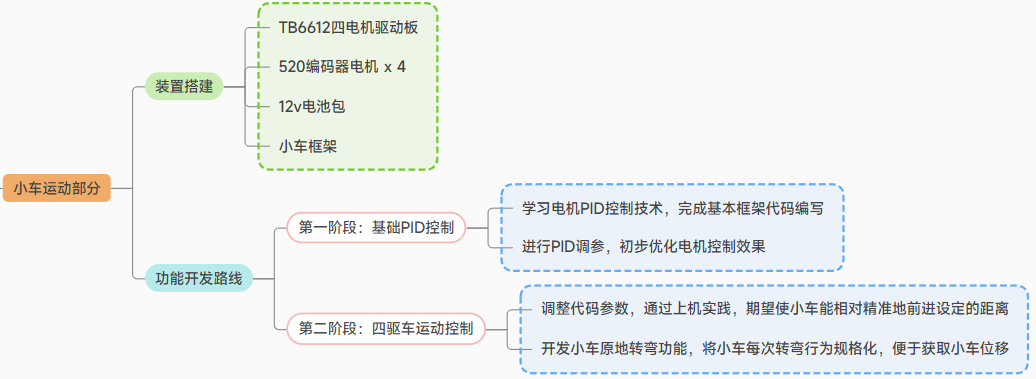 小车运动部分
装置搭建
TB6612四电机驱动板
520编码器电机 x 4
12v电池包
小车框架
功能开发路线
第一阶段：基础PID控制
学习电机PID控制技术，完成基本框架代码编写
进行PID调参，初步优化电机控制效果
第二阶段：四驱车运动控制
调整代码参数，通过上机实践，期望使小车能相对精准地前进设定的距离
开发小车原地转弯功能，将小车每次转弯行为规格化，便于获取小车位移